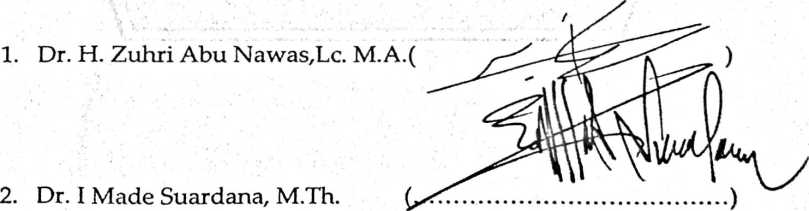 1. Dr. H. Zuhri Abu Nawas,Lc. M.A.( )
2. Dr. I Made Suardana, M.Th. (....................................)